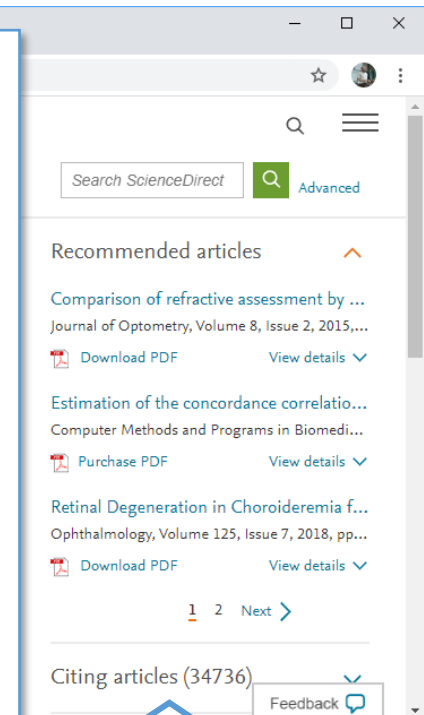 Search ScienceDirect
Advanced
Recommended articles
Comparison of refractive assessment by ...
Journal of Optometry, Volume 8, Issue 2, 2015,...
Download PDF View details
Estimation of the concordance correlatio...
Computer Methods and Programs in Biomedi...
Purchase PDF View details
Retinal Degeneration in Choroideremia f...
Ophthalmology, Volume 125, Issue 7, 2018, pp...
Download PDF View details
1 2 Next
Citing articles (34736)
Feedback